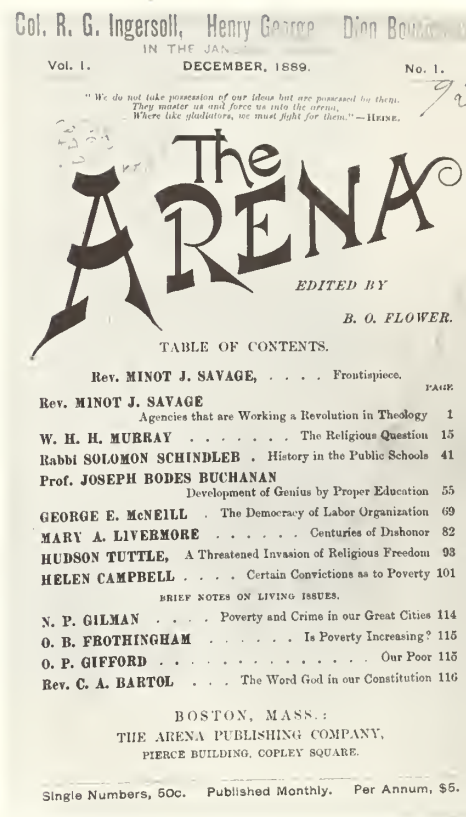 Col. R. G. Ingersoll, Henry George Dion
IN THE
Vol. I. DECEMBER, 1889. No. 1.
"We do not take possession of our ideas but are possessed by them.
They master us and force us into the arena,
Where like gladiators, we must fight for them."—HEINE.
The
ARENA
EDITED BY
B. O. FLOWER.
TABLE OF CONTENTS.
Rev. MINOT J. SAVAGE, . . . . Frontispiece.
PAGE
Rev. MINOT J. SAVAGE
Agencies that are Working a Revolution in Theology 1
W. H. H. MURRAY . . . . . . . The Religious Question 15
Rabbi SOLOMON SCHINDLER . History in the Public Schools 41
Prof. JOSEPH BODES BUCHANAN
Development of Genius by Proper Education 55
GEORGE E. McNEILL . The Democracy of Labor Organization 69
MARY A. LIVERMORE . . . . . . Centuries of Dishonor 82
HUDSON TUTTLE, A Threatened Invasion of Religious Freedom 93
HELEN CAMPBELL . . . . Certain Convictions as to Poverty 101
BRIEF NOTES ON LIVING ISSUES.
N. P. GILMAN . . . . Poverty and Crime in our Great Cities 114
O. B. FROTHINGHAM . . . . . . Is Poverty Increasing? 115
O. P. GIFFORD . . . . . . . . . . . . . . Our Poor 115
Rev. C. A. BARTOL . . . The Word God in our Constitution 116
BOSTON, MASS.:
THE ARENA PUBLISHING COMPANY,
PIERCE BUILDING, COPLEY SQUARE.
Single Numbers, 50c. Published Monthly. Per Annum, $5.